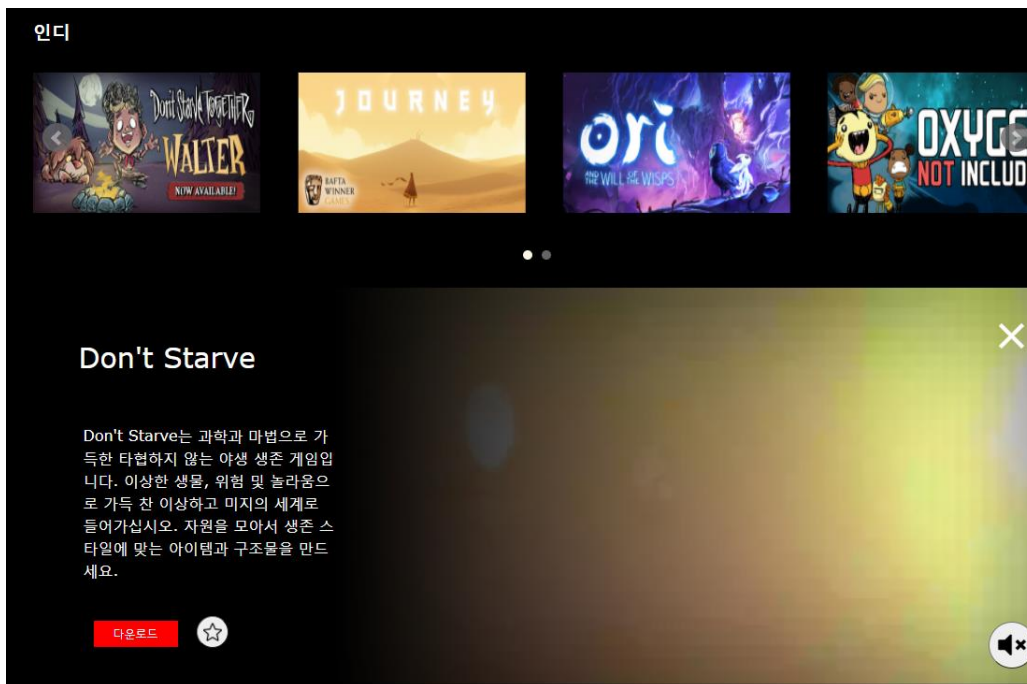 인디
Don't Starve TOGETHER
WALTER
NOW AVAILABLE!
JOURNEY
BAFTA
WINNER
GAMES
ori
AND THE WILL OF THE WISPS
OXYGE
NOT INCLUD
Don't Starve
Don't Starve는 과학과 마법으로 가
득한 타협하지 않는 야생 생존 게임입
니다. 이상한 생물, 위험 및 놀라움으
로 가득 찬 이상하고 미지의 세계로
들어가십시오. 자원을 모아서 생존 스
타일에 맞는 아이템과 구조물을 만드
세요.
다운로드